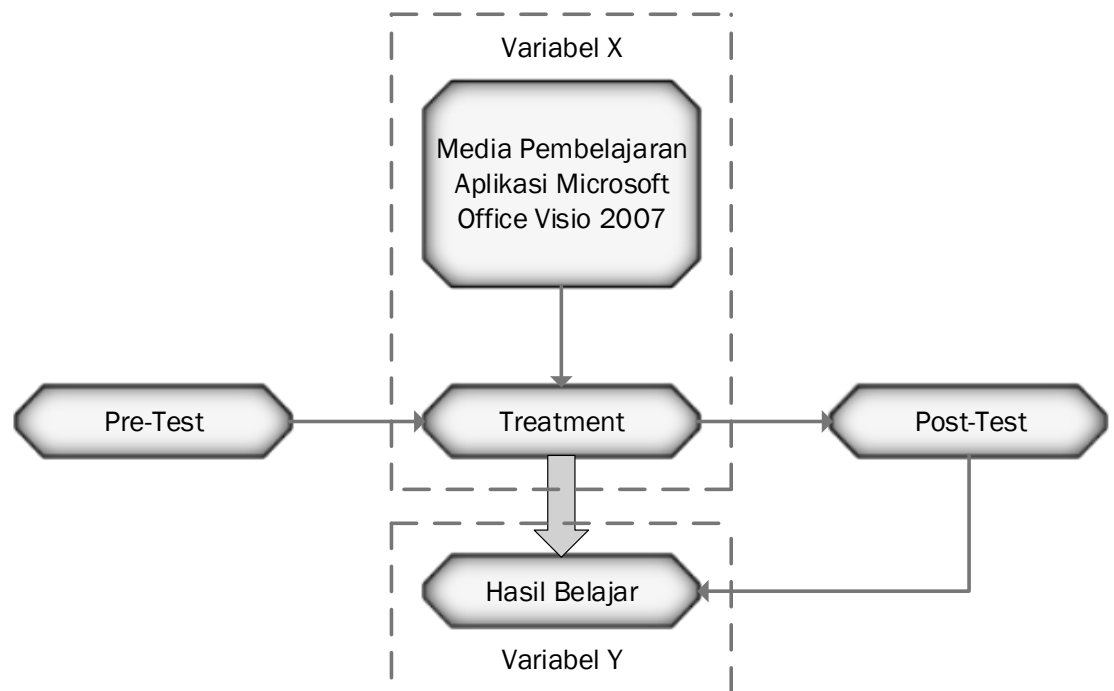 Variabel X
Media Pembelajaran
Aplikasi Microsoft
Office Visio 2007
Pre-Test
Treatment
Post-Test
Hasil Belajar
Variabel Y